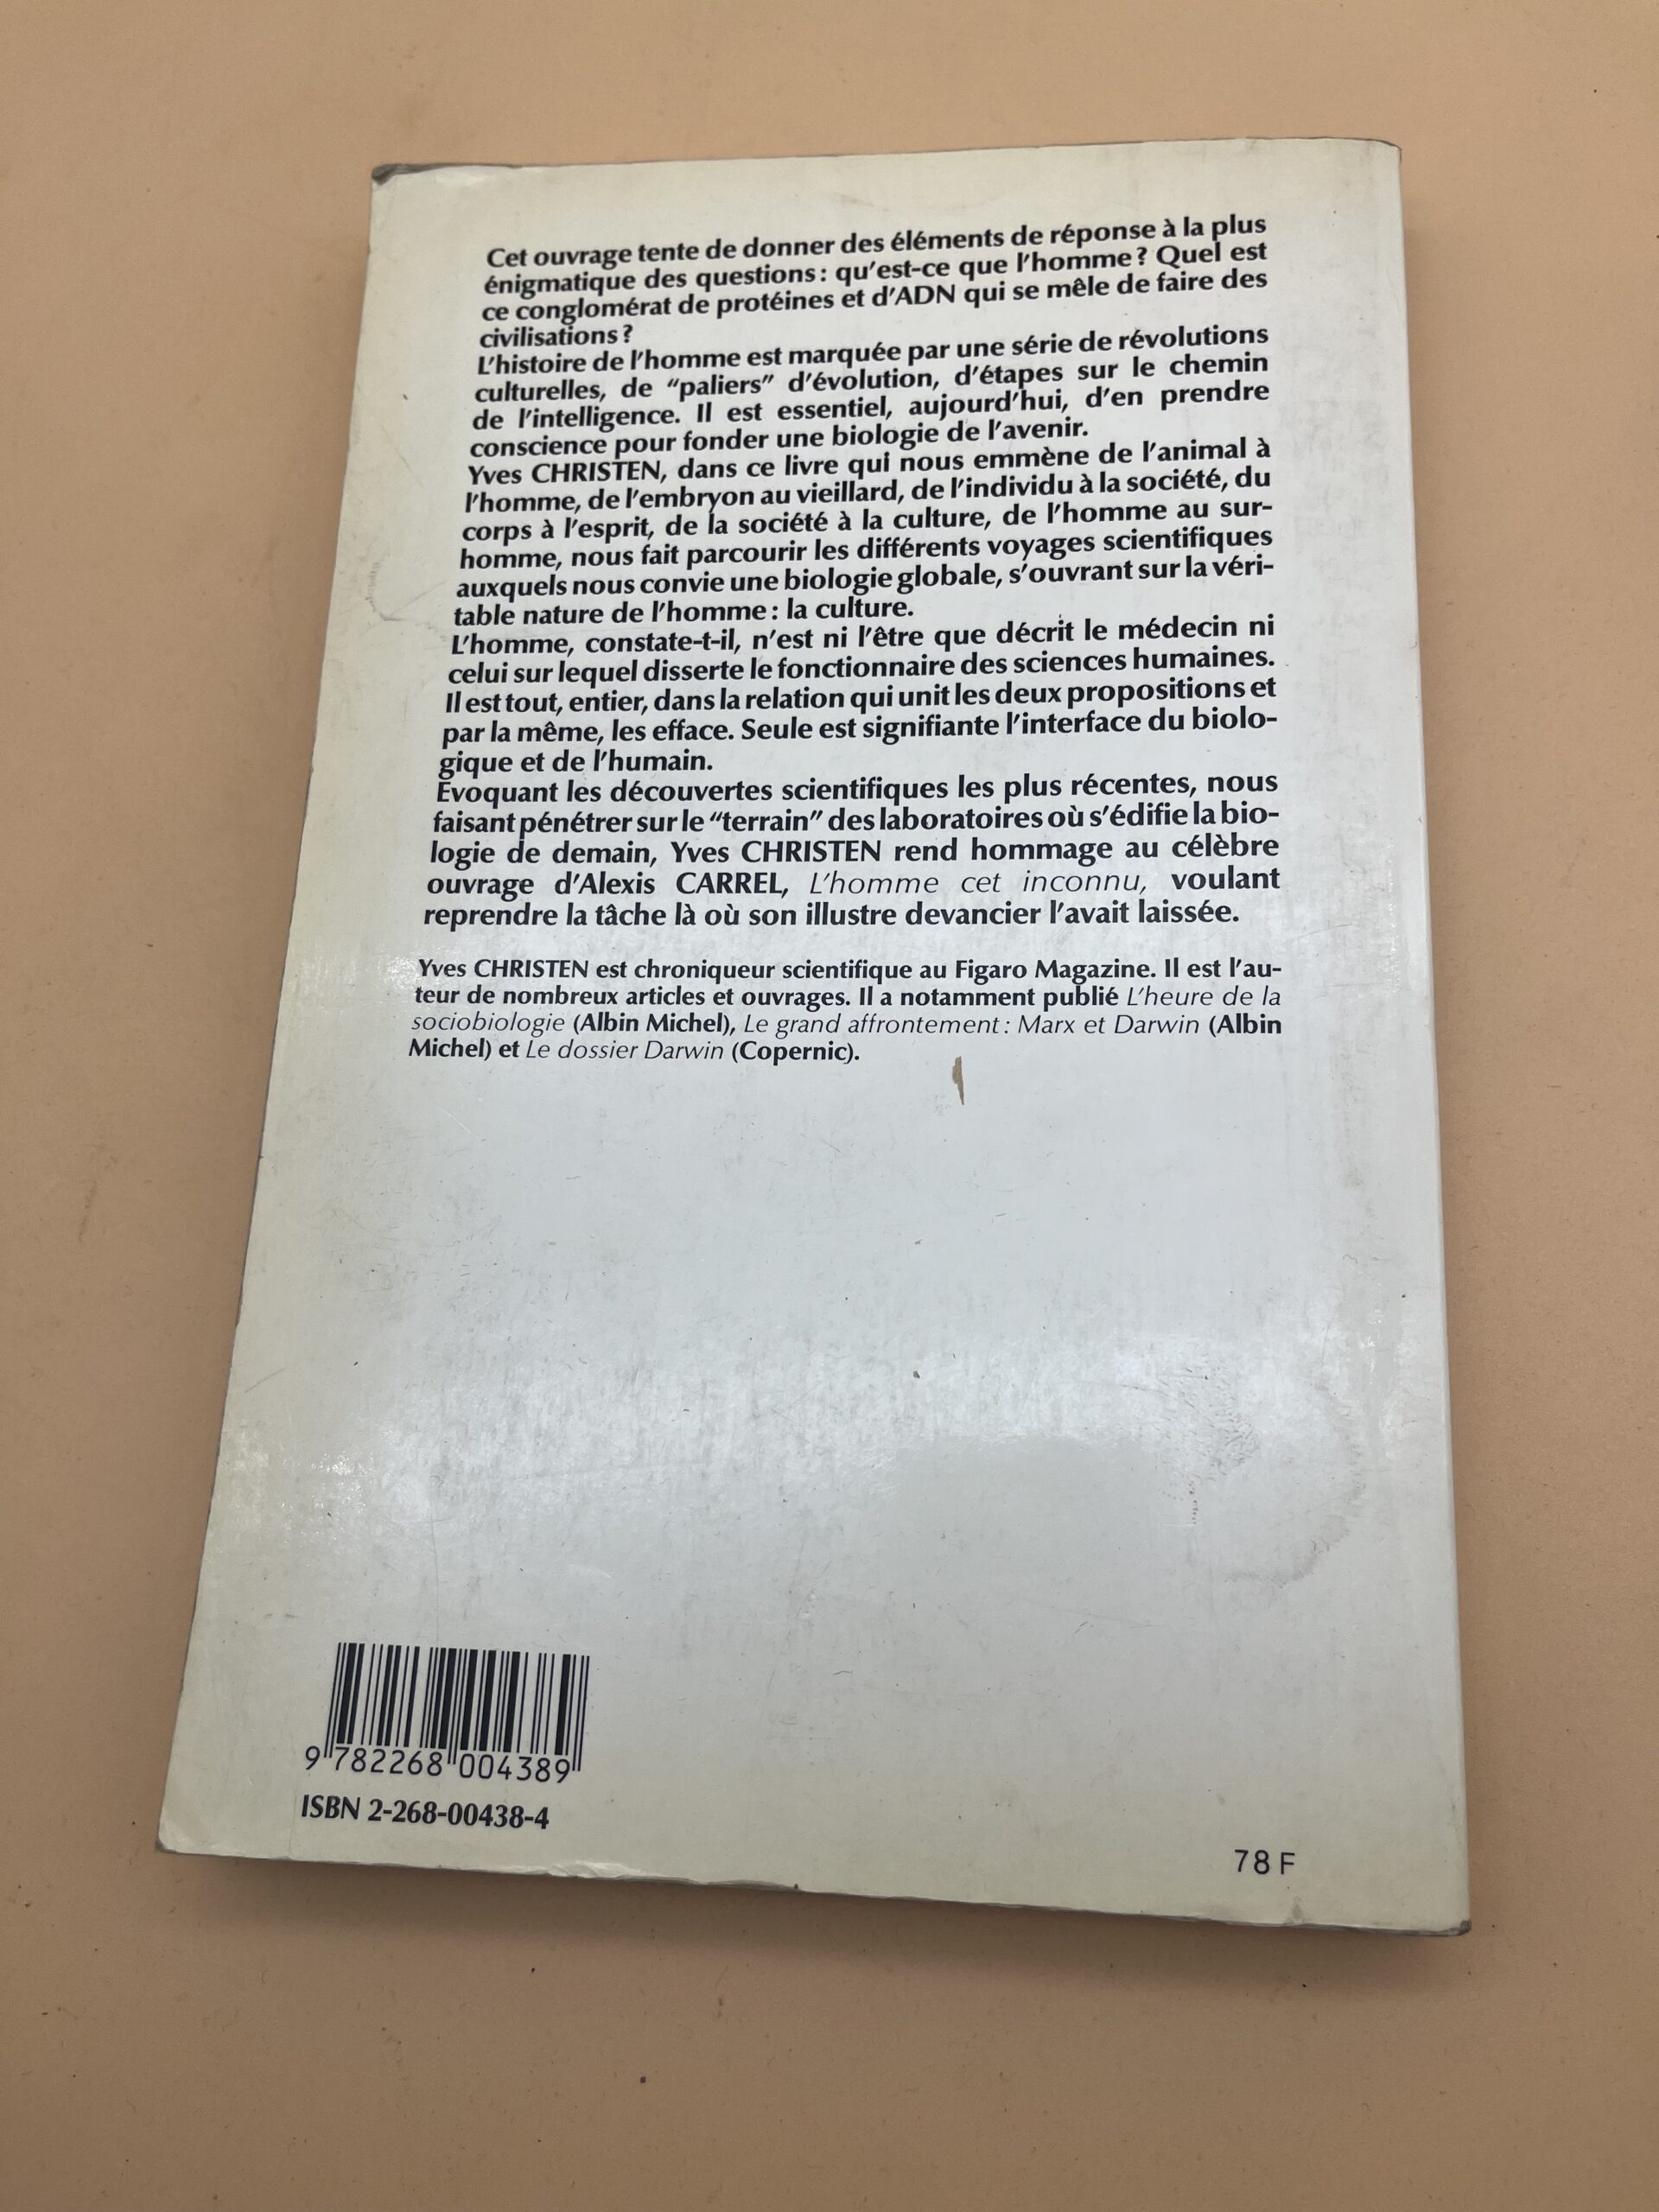 Cet ouvrage tente de donner des éléments de réponse à la plus
énigmatique des questions : qu'est-ce que l'homme ? Quel est
ce conglomérat de protéines et d'ADN qui se mêle de faire des
civilisations ?
L'histoire de l'homme est marquée par une série de révolutions
culturelles, de "paliers" d'évolution, d'étapes sur le chemin
de l'intelligence. Il est essentiel, aujourd'hui, d'en prendre
conscience pour fonder une biologie de l'avenir.
Yves CHRISTEN, dans ce livre qui nous emmène de l'animal à
l'homme, de l'embryon au vieillard, de l'individu à la société, du
corps à l'esprit, de la société à la culture, de l'homme au sur-
homme, nous fait parcourir les différents voyages scientifiques
auxquels nous convie une biologie globale, s'ouvrant sur la véri-
table nature de l'homme : la culture.
L'homme, constate-t-il, n'est ni l'être que décrit le médecin ni
celui sur lequel disserte le fonctionnaire des sciences humaines.
Il est tout, entier, dans la relation qui unit les deux propositions et
par la même, les efface. Seule est signifiante l'interface du biolo-
gique et de l'humain.
Evoquant les découvertes scientifiques les plus récentes, nous
faisant pénétrer sur le "terrain" des laboratoires où s'édifie la bio-
logie de demain, Yves CHRISTEN rend hommage au célèbre
ouvrage d'Alexis CARREL, L'homme cet inconnu, voulant
reprendre la tâche là où son illustre devancier l'avait laissée.
Yves CHRISTEN est chroniqueur scientifique au Figaro Magazine. Il est l'au-
teur de nombreux articles et ouvrages. Il a notamment publié L'heure de la
sociobiologie (Albin Michel), Le grand affrontement : Marx et Darwin (Albin
Michel) et Le dossier Darwin (Copernic).
9 782268 004389
ISBN 2-268-00438-4
78 F